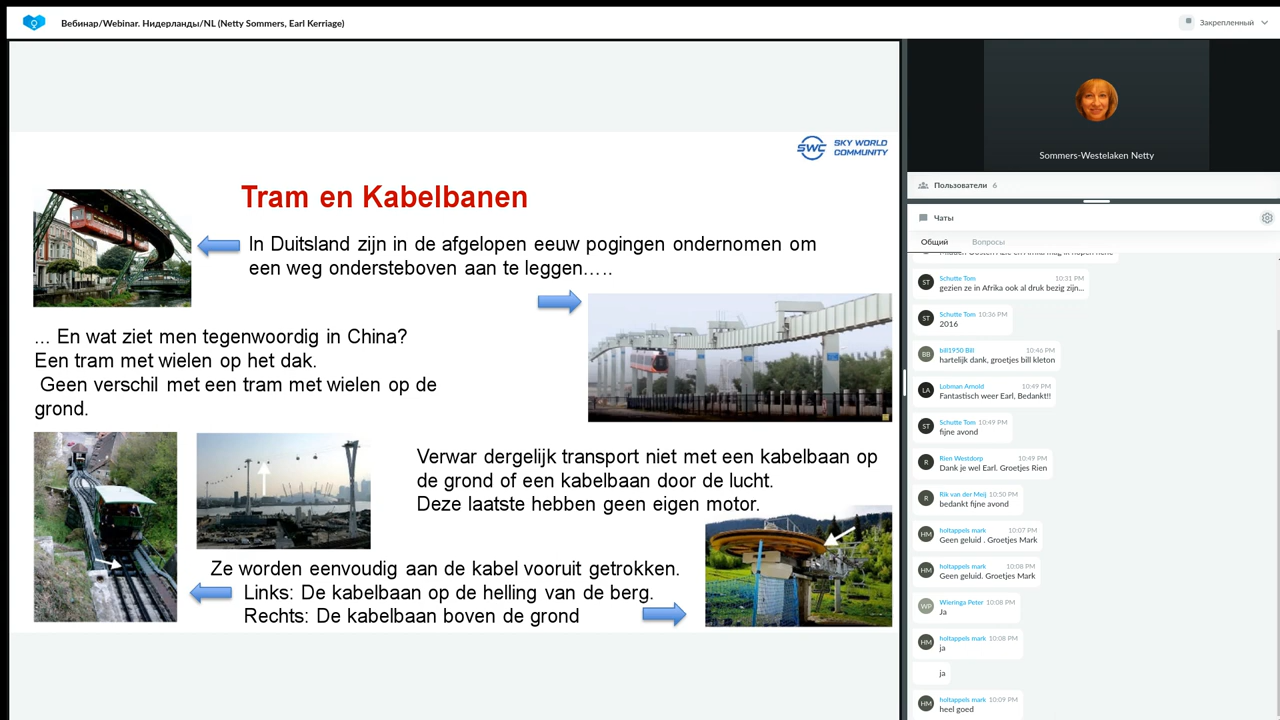 Вебинар/Webinar. Нидерланды/NL (Netty Sommers, Earl Kerriage)
Закрепленный
SWC SKY WORLD
COMMUNITY
Tram en Kabelbanen
In Duitsland zijn in de afgelopen eeuw pogingen ondernomen om
een weg ondersteboven aan te leggen…..
... En wat ziet men tegenwoordig in China?
Een tram met wielen op het dak.
Geen verschil met een tram met wielen op de
grond.
Verwar dergelijk transport niet met een kabelbaan op
de grond of een kabelbaan door de lucht.
Deze laatste hebben geen eigen motor.
Ze worden eenvoudig aan de kabel vooruit getrokken.
Links: De kabelbaan op de helling van de berg.
Rechts: De kabelbaan boven de grond
Sommers-Westelaken Netty
Пользователи 6
Чаты
Общий Вопросы
ST Schutte Tom 10:31 PM
gezien ze in Afrika ook al druk bezig zijn...
ST Schutte Tom 10:36 PM
2016
BB bill1950 Bill 10:46 PM
hartelijk dank, groetjes bill kleton
LA Lobman Arnold 10:49 PM
Fantastisch weer Earl, Bedankt!!
ST Schutte Tom 10:49 PM
fijne avond
R Rien Westdorp 10:49 PM
Dank je wel Earl. Groetjes Rien
R Rik van der Meij 10:50 PM
bedankt fijne avond
HM holtappels mark 10:07 PM
Geen geluid . Groetjes Mark
HM holtappels mark 10:08 PM
Geen geluid. Groetjes Mark
WP Wieringa Peter 10:08 PM
Ja
HM holtappels mark 10:08 PM
ja
ja
HM holtappels mark 10:09 PM
heel goed